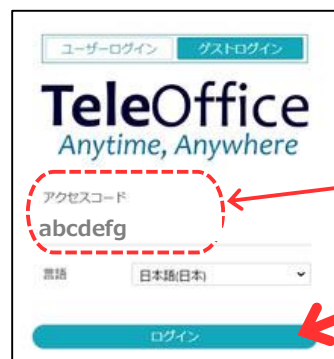 ユーザーログイン ゲストログイン
TeleOffice
Anytime, Anywhere
アクセスコード
abcdefg
言語 日本語(日本)
ログイン